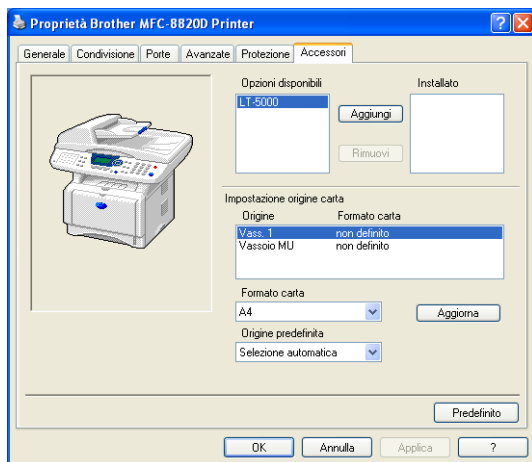 Proprietà Brother MFC-8820D Printer
Generale Condivisione Porte Avanzate Protezione Accessori
Opzioni disponibili Installato
LT-5000
Aggiungi
Rimuovi
Impostazione origine carta
Origine Formato carta
Vass. 1 non definito
Vassoio MU non definito
Formato carta
A4 Aggiorna
Origine predefinita
Selezione automatica
Predefinito
OK Annulla Applica ?